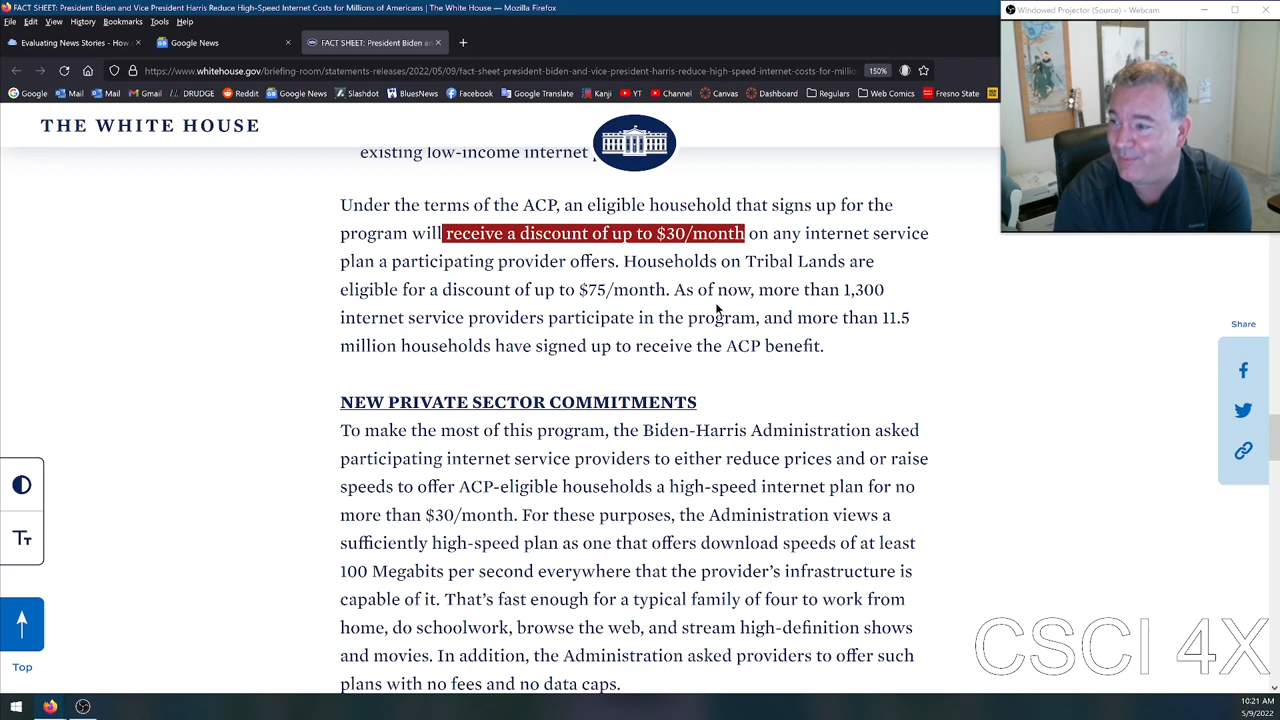 FACT SHEET: President Biden and Vice President Harris Reduce High-Speed Internet Costs for Millions of Americans | The White House — Mozilla Firefox
File Edit View History Bookmarks Tools Help
Evaluating News Stories - How
Google News
FACT SHEET: President Biden an
https://www.whitehouse.gov/briefing-room/statements-releases/2022/05/09/fact-sheet-president-biden-and-vice-president-harris-reduce-high-speed-internet-costs-for-milli
150%
Google Mail Mail Gmail DRUDGE Reddit Google News Slashdot BluesNews Facebook Google Translate Kanji YT Channel Canvas Dashboard Regulars Web Comics Fresno State
Windowed Projector (Source) - Webcam
THE WHITE HOUSE
existing low-income internet
Under the terms of the ACP, an eligible household that signs up for the
program will receive a discount of up to $30/month on any internet service
plan a participating provider offers. Households on Tribal Lands are
eligible for a discount of up to $75/month. As of now, more than 1,300
internet service providers participate in the program, and more than 11.5
million households have signed up to receive the ACP benefit.
NEW PRIVATE SECTOR COMMITMENTS
To make the most of this program, the Biden-Harris Administration asked
participating internet service providers to either reduce prices and or raise
speeds to offer ACP-eligible households a high-speed internet plan for no
more than $30/month. For these purposes, the Administration views a
sufficiently high-speed plan as one that offers download speeds of at least
100 Megabits per second everywhere that the provider's infrastructure is
capable of it. That's fast enough for a typical family of four to work from
home, do schoolwork, browse the web, and stream high-definition shows
and movies. In addition, the Administration asked providers to offer such
plans with no fees and no data caps.
Share
Tт
Top
CSCI 4X
10:21 AM
5/9/2022